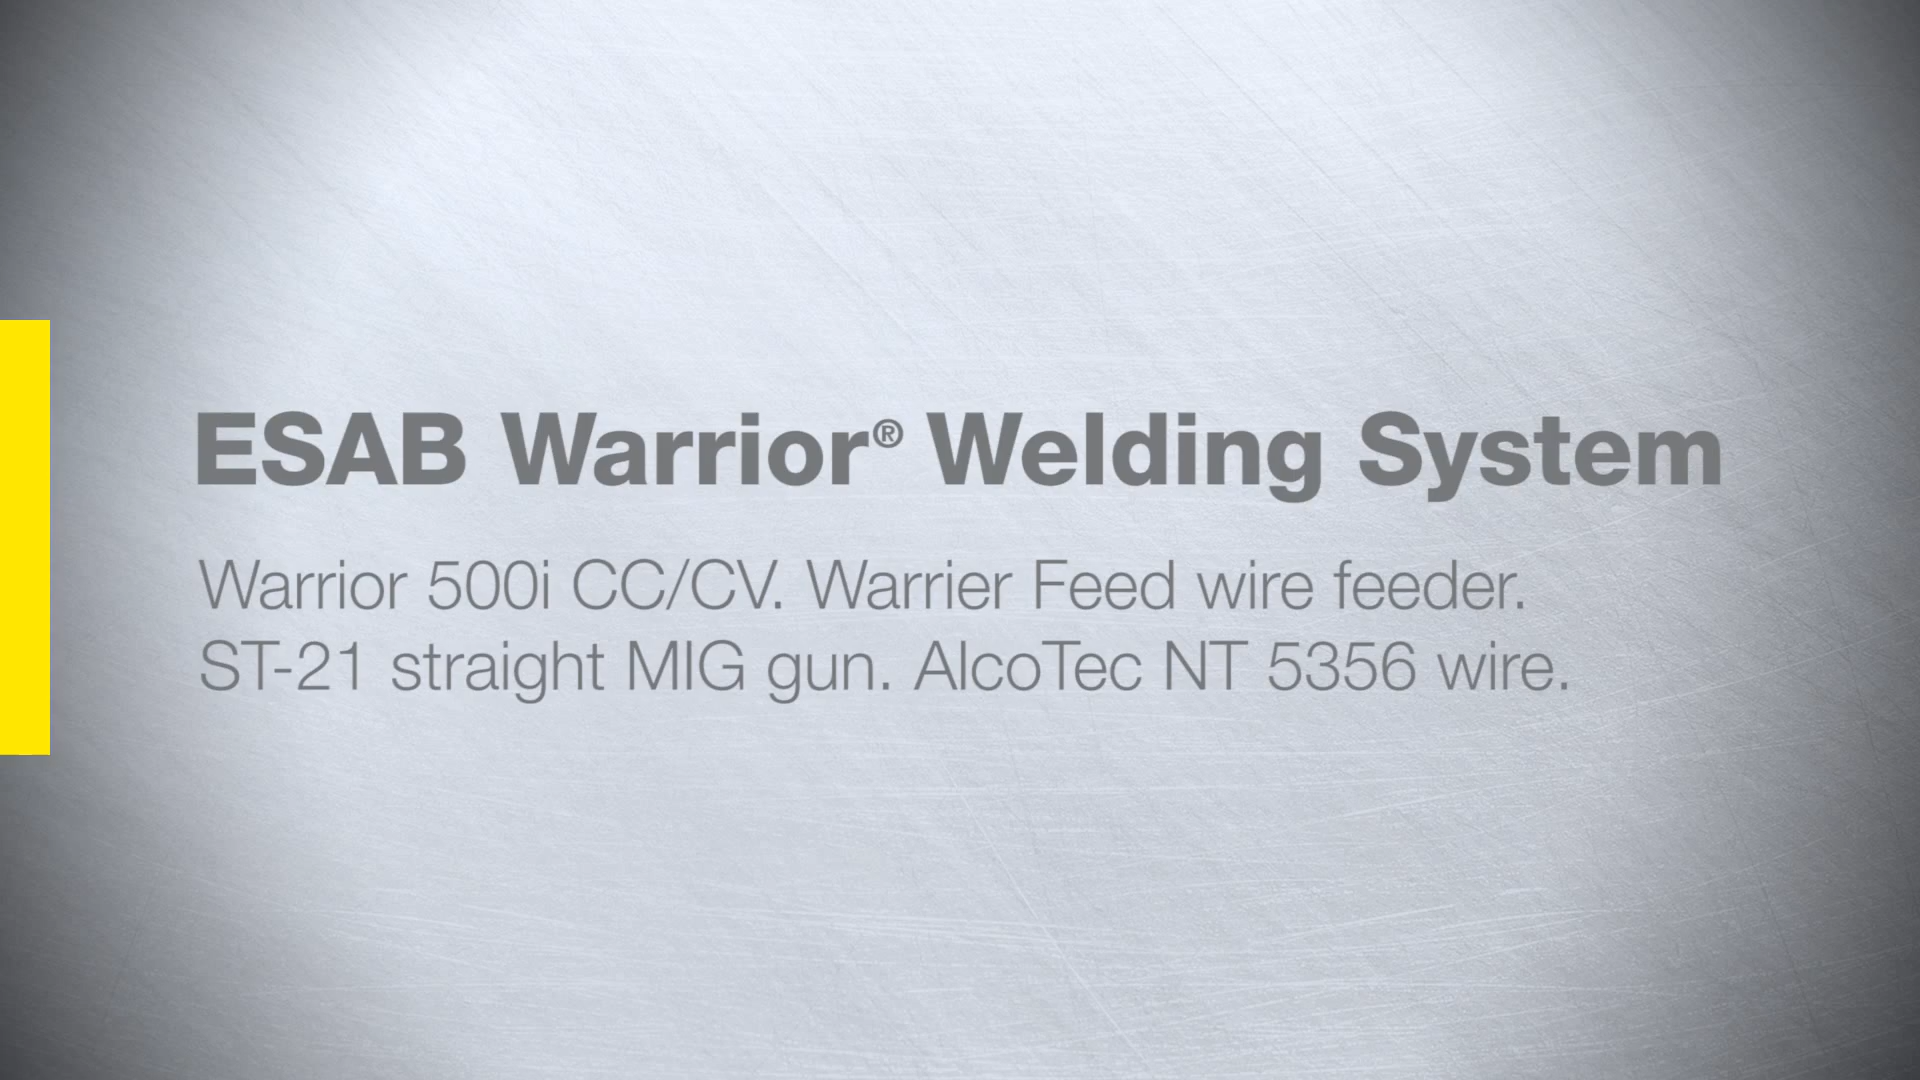 ESAB Warrior® Welding System
Warrior 500i CC/CV. Warrier Feed wire feeder.
ST-21 straight MIG gun. AlcoTec NT 5356 wire.